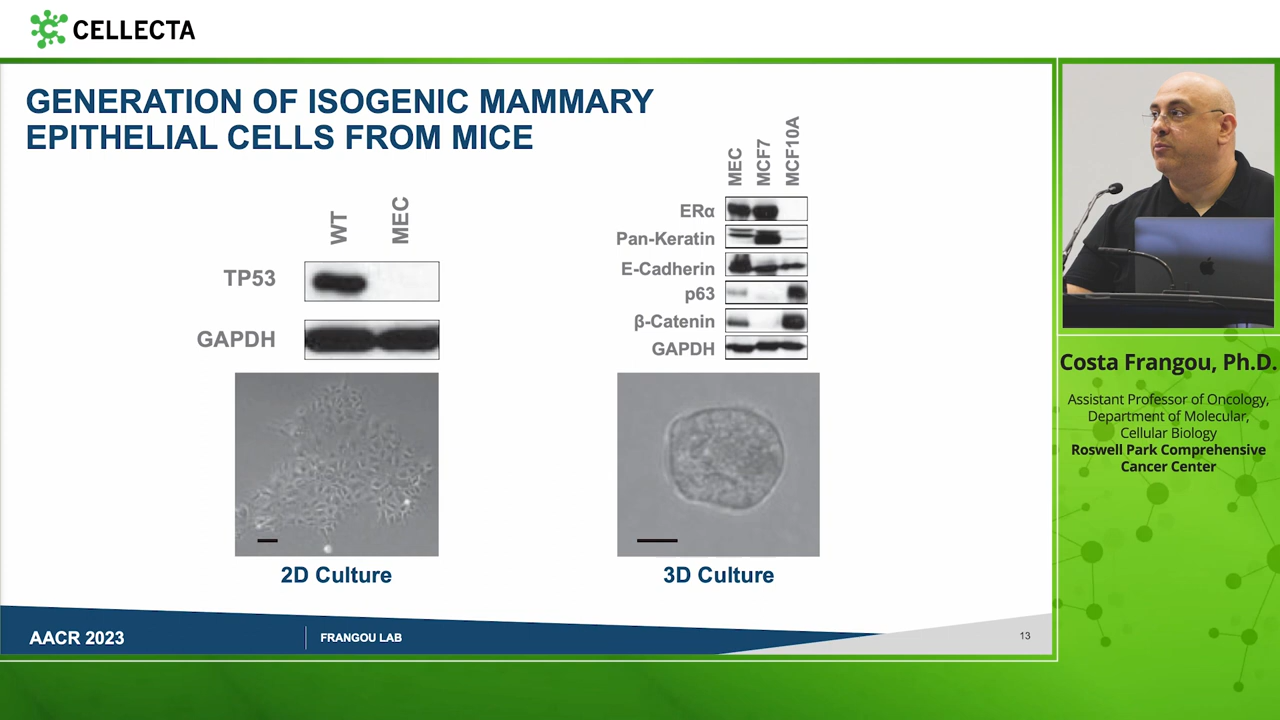 CELLECTA
GENERATION OF ISOGENIC MAMMARY
EPITHELIAL CELLS FROM MICE
WT
MEC
TP53
GAPDH
2D Culture
MEC
MCF7
MCF10A
ERα
Pan-Keratin
E-Cadherin
p63
β-Catenin
GAPDH
3D Culture
AACR 2023
FRANGOU LAB
13
Costa Frangou, Ph.D.
Assistant Professor of Oncology,
Department of Molecular,
Cellular Biology
Roswell Park Comprehensive
Cancer Center